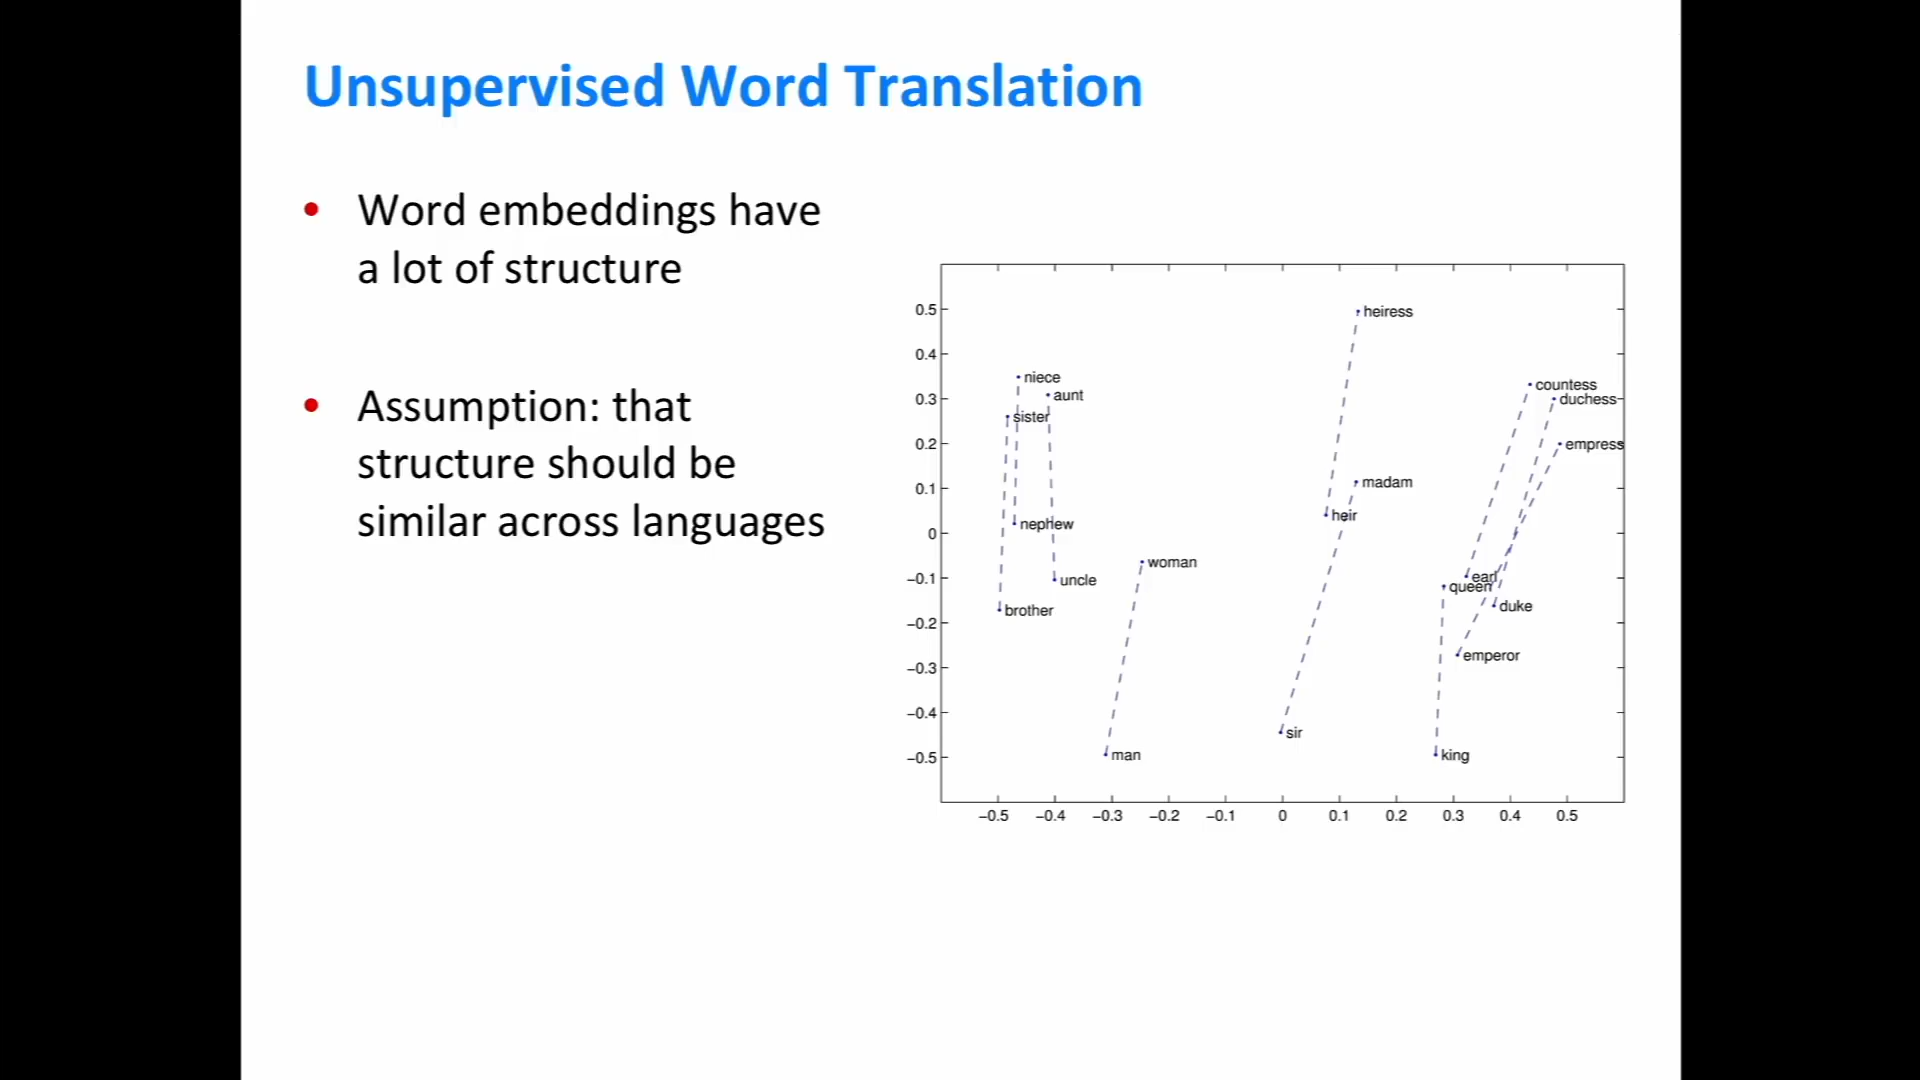 Unsupervised Word Translation
• Word embeddings have
a lot of structure
• Assumption: that
structure should be
similar across languages
0.5
0.4
0.3
0.2
0.1
0
−0.1
−0.2
−0.3
−0.4
−0.5
heiress
niece
aunt
sister
countess
duchess
empress
madam
heir
nephew
woman
uncle
earl
queen
duke
brother
emperor
sir
man
king
−0.5 −0.4 −0.3 −0.2 −0.1 0 0.1 0.2 0.3 0.4 0.5